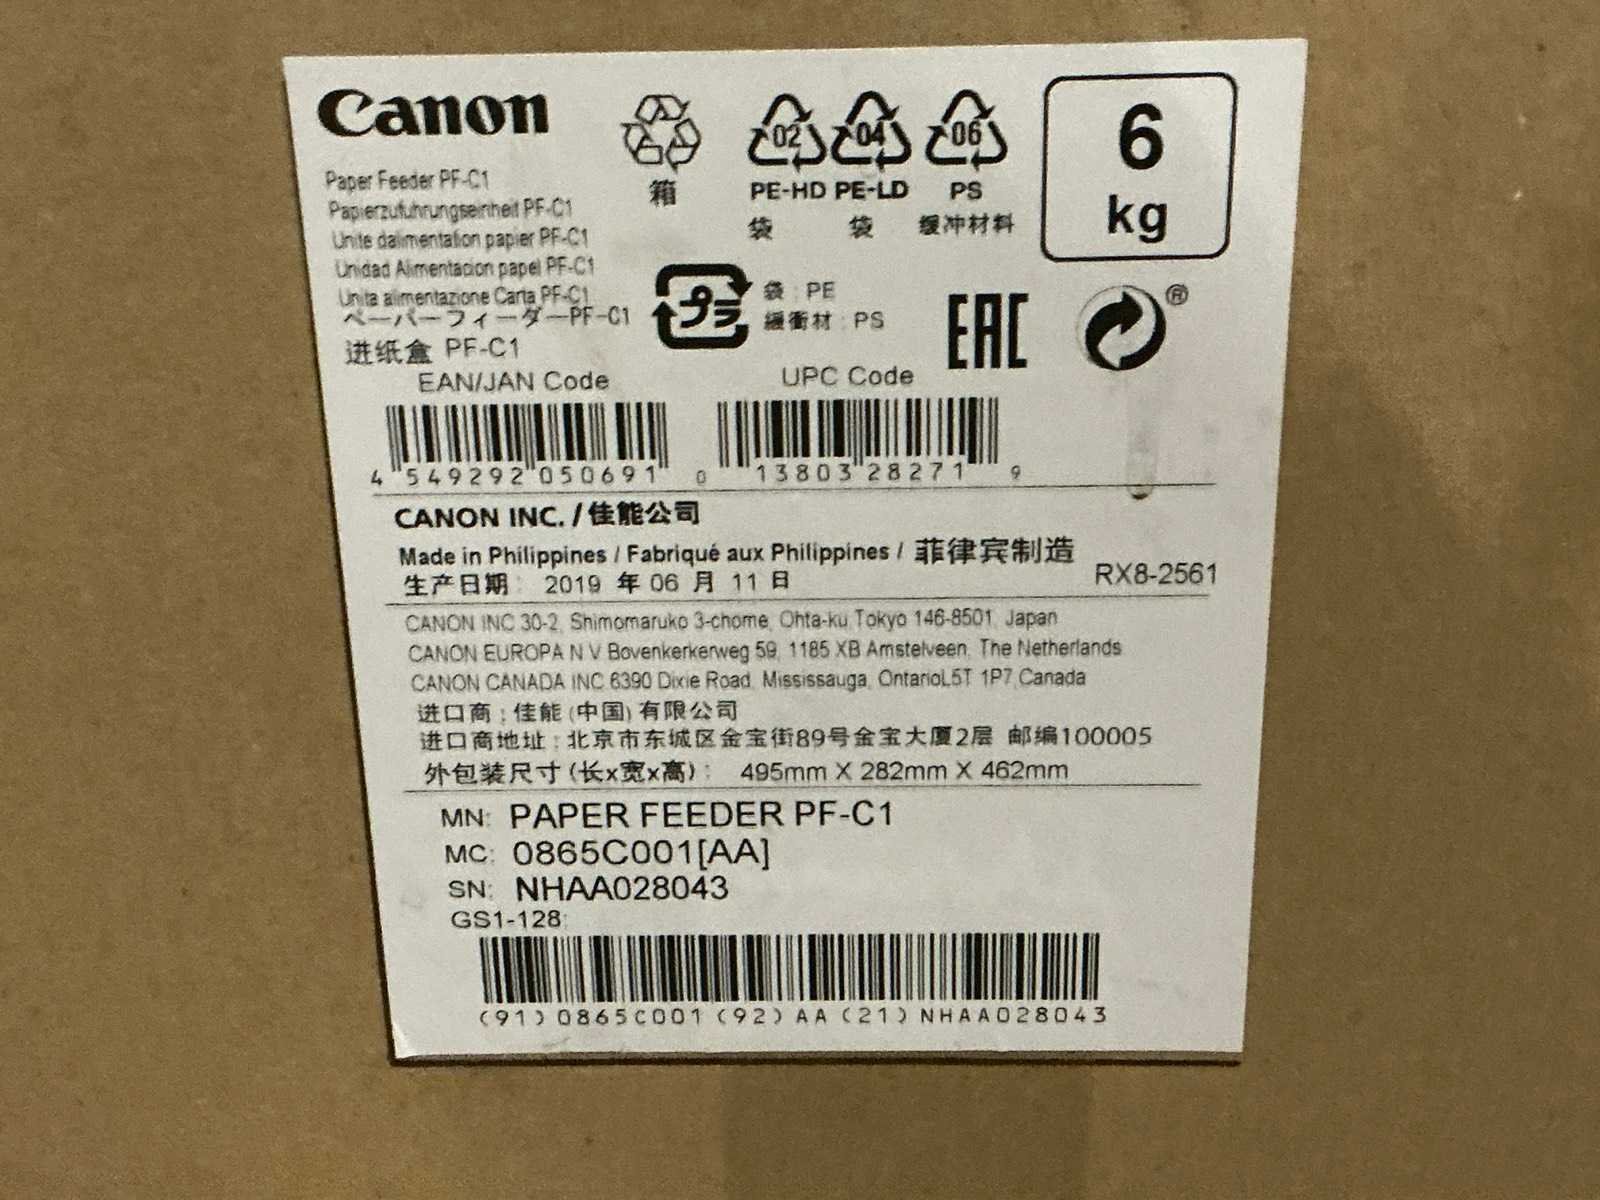 Canon
Paper Feeder PF-C1
Papierzufuhrungseinheit PF-C1
Unite dalimentation papier PF-C1
Unidad Alimentacion papel PF-C1
Unita alimentazione Carta PF-C1
ペーパーフィーダーPF-C1
进纸盒 PF-C1
箱
02 04 06
PE-HD PE-LD PS
袋 袋 缓冲材料
6
kg
プラ
袋 : PE
緩衝材 : PS
EAC
®
EAN/JAN Code
UPC Code
4 549292 050691
0 13803 28271 9
CANON INC. / 佳能公司
Made in Philippines / Fabriqué aux Philippines / 菲律宾制造
生产日期: 2019 年 06 月 11 日
RX8-2561
CANON INC 30-2, Shimomaruko 3-chome, Ohta-ku, Tokyo 146-8501, Japan
CANON EUROPA N V Bovenkerkerweg 59, 1185 XB Amstelveen, The Netherlands
CANON CANADA INC 6390 Dixie Road, Mississauga, OntarioL5T 1P7,Canada
进口商 : 佳能 (中国) 有限公司
进口商地址 : 北京市东城区金宝街89号金宝大厦2层 邮编100005
外包装尺寸 (长x宽x高) : 495mm X 282mm X 462mm
MN: PAPER FEEDER PF-C1
MC: 0865C001[AA]
SN: NHAA028043
GS1-128:
(91)0865C001(92)AA(21)NHAA028043